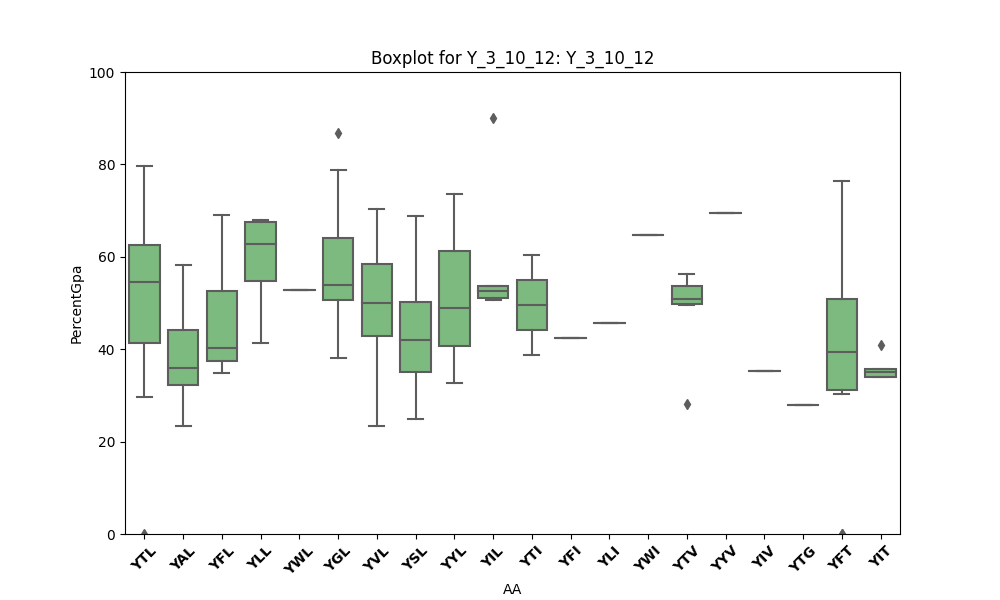 Boxplot for Y_3_10_12: Y_3_10_12
100
80
60
40
20
0
PercentGpa
YTL YAL YFL YLL YWL YGL YVL YSL YYL YIL YTI YFI YLI YWI YTV YYV YIV YTG YFT YIT
AA